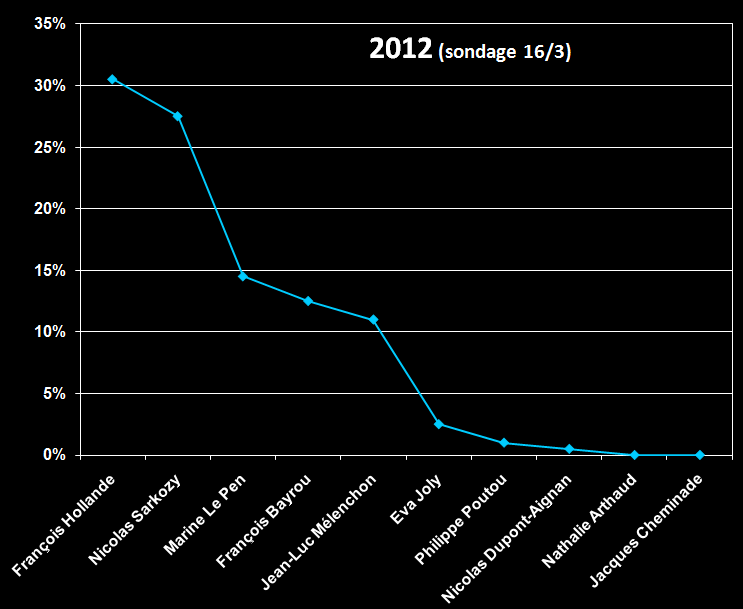 2012 (sondage 16/3)
35%
30%
25%
20%
15%
10%
5%
0%
François Hollande
Nicolas Sarkozy
Marine Le Pen
François Bayrou
Jean-Luc Mélenchon
Eva Joly
Philippe Poutou
Nicolas Dupont-Aignan
Nathalie Arthaud
Jacques Cheminade